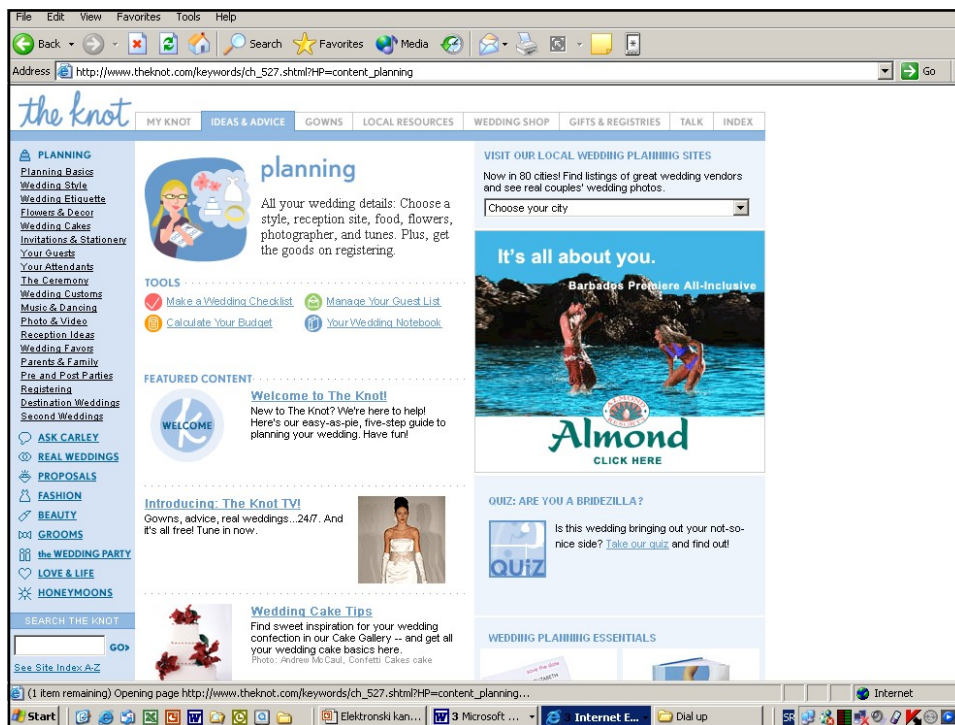 File Edit View Favorites Tools Help
Back Search Favorites Media
Address http://www.theknot.com/keywords/ch_527.shtml?HP=content_planning Go
the knot
MY KNOT IDEAS & ADVICE GOWNS LOCAL RESOURCES WEDDING SHOP GIFTS & REGISTRIES TALK INDEX
PLANNING
Planning Basics
Wedding Style
Wedding Etiquette
Flowers & Decor
Wedding Cakes
Invitations & Stationery
Your Guests
Your Attendants
The Ceremony
Wedding Customs
Music & Dancing
Photo & Video
Reception Ideas
Wedding Favors
Parents & Family
Pre and Post Parties
Registering
Destination Weddings
Second Weddings
ASK CARLEY
REAL WEDDINGS
PROPOSALS
FASHION
BEAUTY
GROOMS
the WEDDING PARTY
LOVE & LIFE
HONEYMOONS
SEARCH THE KNOT
GO>
See Site Index A-Z
planning
All your wedding details: Choose a
style, reception site, food, flowers,
photographer, and tunes. Plus, get
the goods on registering.
TOOLS
Make a Wedding Checklist Manage Your Guest List
Calculate Your Budget Your Wedding Notebook
FEATURED CONTENT
WELCOME
Welcome to The Knot!
New to The Knot? We're here to help!
Here's our easy-as-pie, five-step guide to
planning your wedding. Have fun!
Introducing: The Knot TV!
Gowns, advice, real weddings...24/7. And
it's all free! Tune in now.
Wedding Cake Tips
Find sweet inspiration for your wedding
confection in our Cake Gallery -- and get all
your wedding cake basics here.
Photo: Andrew McCaul, Confetti Cakes cake
VISIT OUR LOCAL WEDDING PLANNING SITES
Now in 80 cities! Find listings of great wedding vendors
and see real couples' wedding photos.
Choose your city
It's all about you.
Barbados Premiere All-Inclusive
Almond
CLICK HERE
QUIZ: ARE YOU A BRIDEZILLA?
QUiZ
Is this wedding bringing out your not-so-
nice side? Take our quiz and find out!
WEDDING PLANNING ESSENTIALS
save the date
(1 item remaining) Opening page http://www.theknot.com/keywords/ch_527.shtml?HP=content_planning... Internet
Start Elektronski kan... 3 Microsoft ... 3 Internet E... Dial up SR